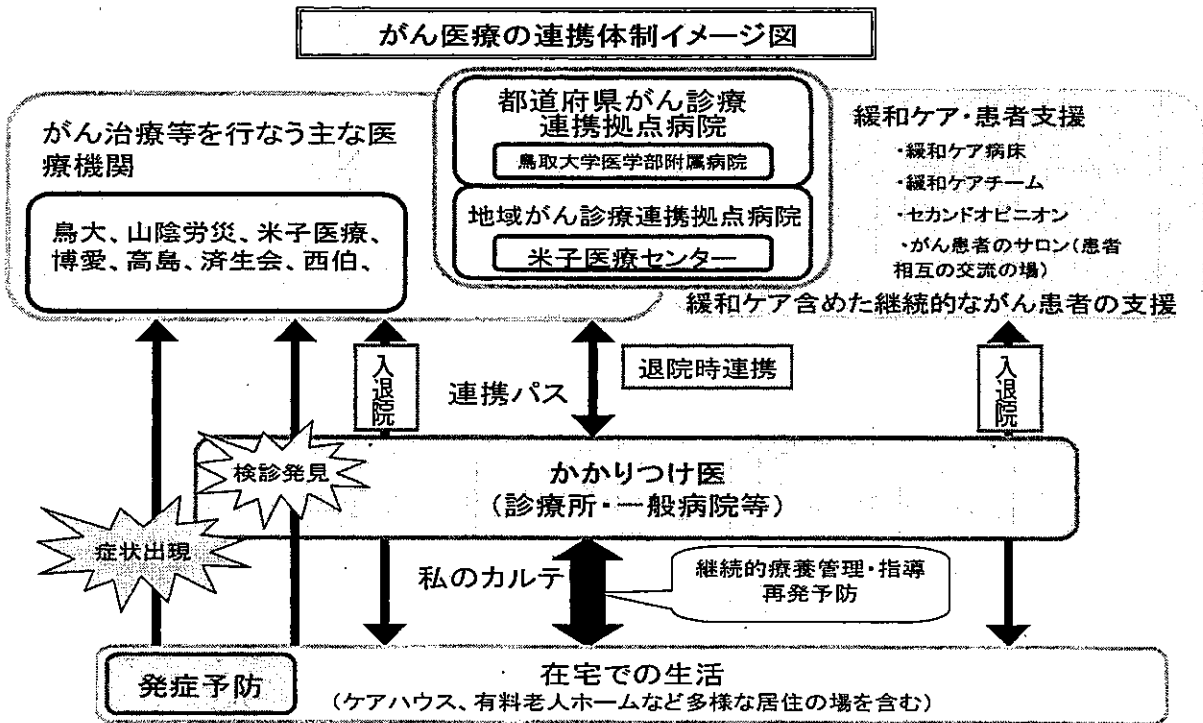 がん医療の連携体制イメージ図
がん治療等を行なう主な医
療機関
鳥大、山陰労災、米子医療、
博愛、高島、済生会、西伯、
都道府県がん診療
連携拠点病院
鳥取大学医学部附属病院
地域がん診療連携拠点病院
米子医療センター
緩和ケア・患者支援
・緩和ケア病床
・緩和ケアチーム
・セカンドオピニオン
・がん患者のサロン(患者
相互の交流の場)
緩和ケア含めた継続的ながん患者の支援
入退院
連携パス
退院時連携
入退院
検診発見
かかりつけ医
(診療所・一般病院等)
症状出現
私のカルテ
継続的療養管理・指導
再発予防
発症予防
在宅での生活
(ケアハウス、有料老人ホームなど多様な居住の場を含む)